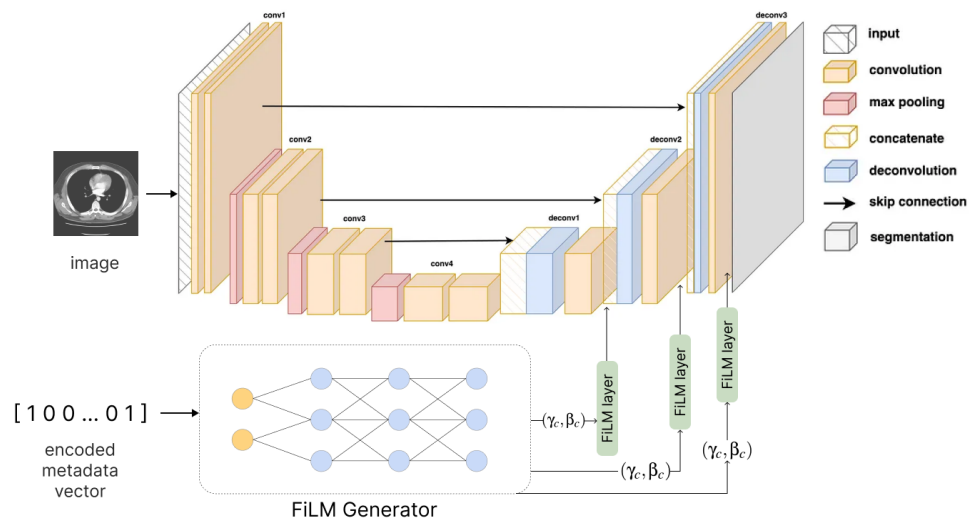 conv1
deconv3
input
convolution
max pooling
concatenate
deconvolution
skip connection
segmentation
conv2
deconv2
conv3
deconv1
conv4
image
FiLM layer
FiLM layer
FiLM layer
[ 1 0 0 ... 0 1 ]
encoded
metadata
vector
(γc, βc)
(γc, βc)
(γc, βc)
FiLM Generator